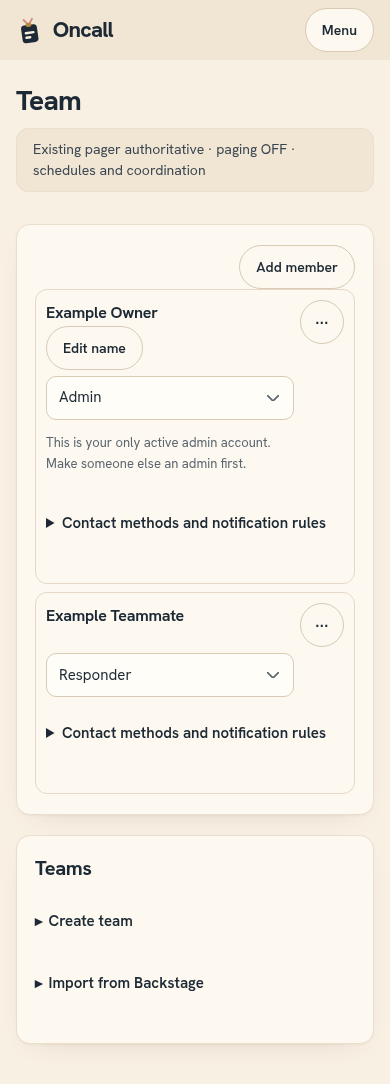 Oncall
Menu
Team
Existing pager authoritative · paging OFF ·
schedules and coordination
Add member
Example Owner
...
Edit name
Admin
This is your only active admin account.
Make someone else an admin first.
▶ Contact methods and notification rules
Example Teammate
...
Responder
▶ Contact methods and notification rules
Teams
▶ Create team
▶ Import from Backstage